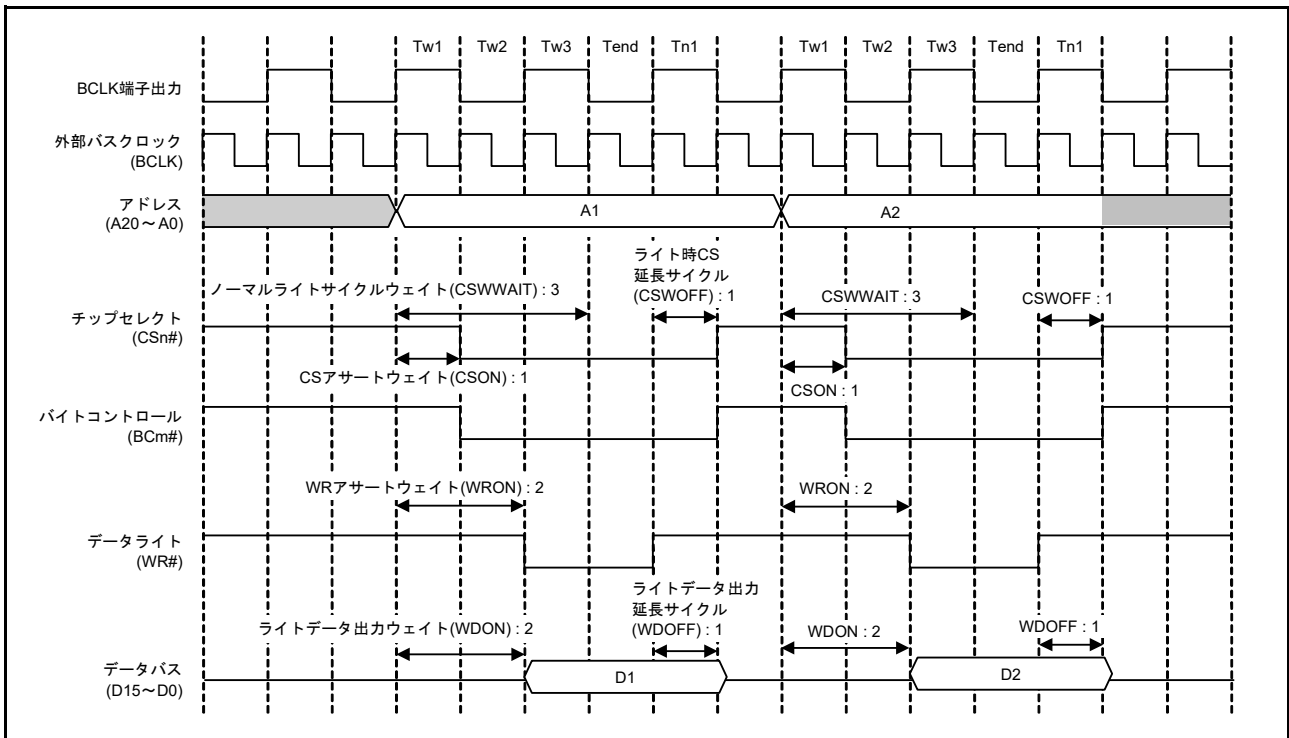 Tw1 Tw2 Tw3 Tend Tn1 Tw1 Tw2 Tw3 Tend Tn1
BCLK端子出力
外部バスクロック
(BCLK)
アドレス
(A20～A0)
A1 A2
ライト時CS
延長サイクル
(CSWOFF) : 1
ノーマルライトサイクルウェイト(CSWWAIT) : 3
CSWWAIT : 3
CSWOFF : 1
チップセレクト
(CSn#)
CSアサートウェイト(CSON) : 1
CSON : 1
バイトコントロール
(BCm#)
WRアサートウェイト(WRON) : 2
WRON : 2
データライト
(WR#)
ライトデータ出力
延長サイクル
(WDOFF) : 1
ライトデータ出力ウェイト(WDON) : 2
WDON : 2
WDOFF : 1
データバス
(D15～D0)
D1 D2